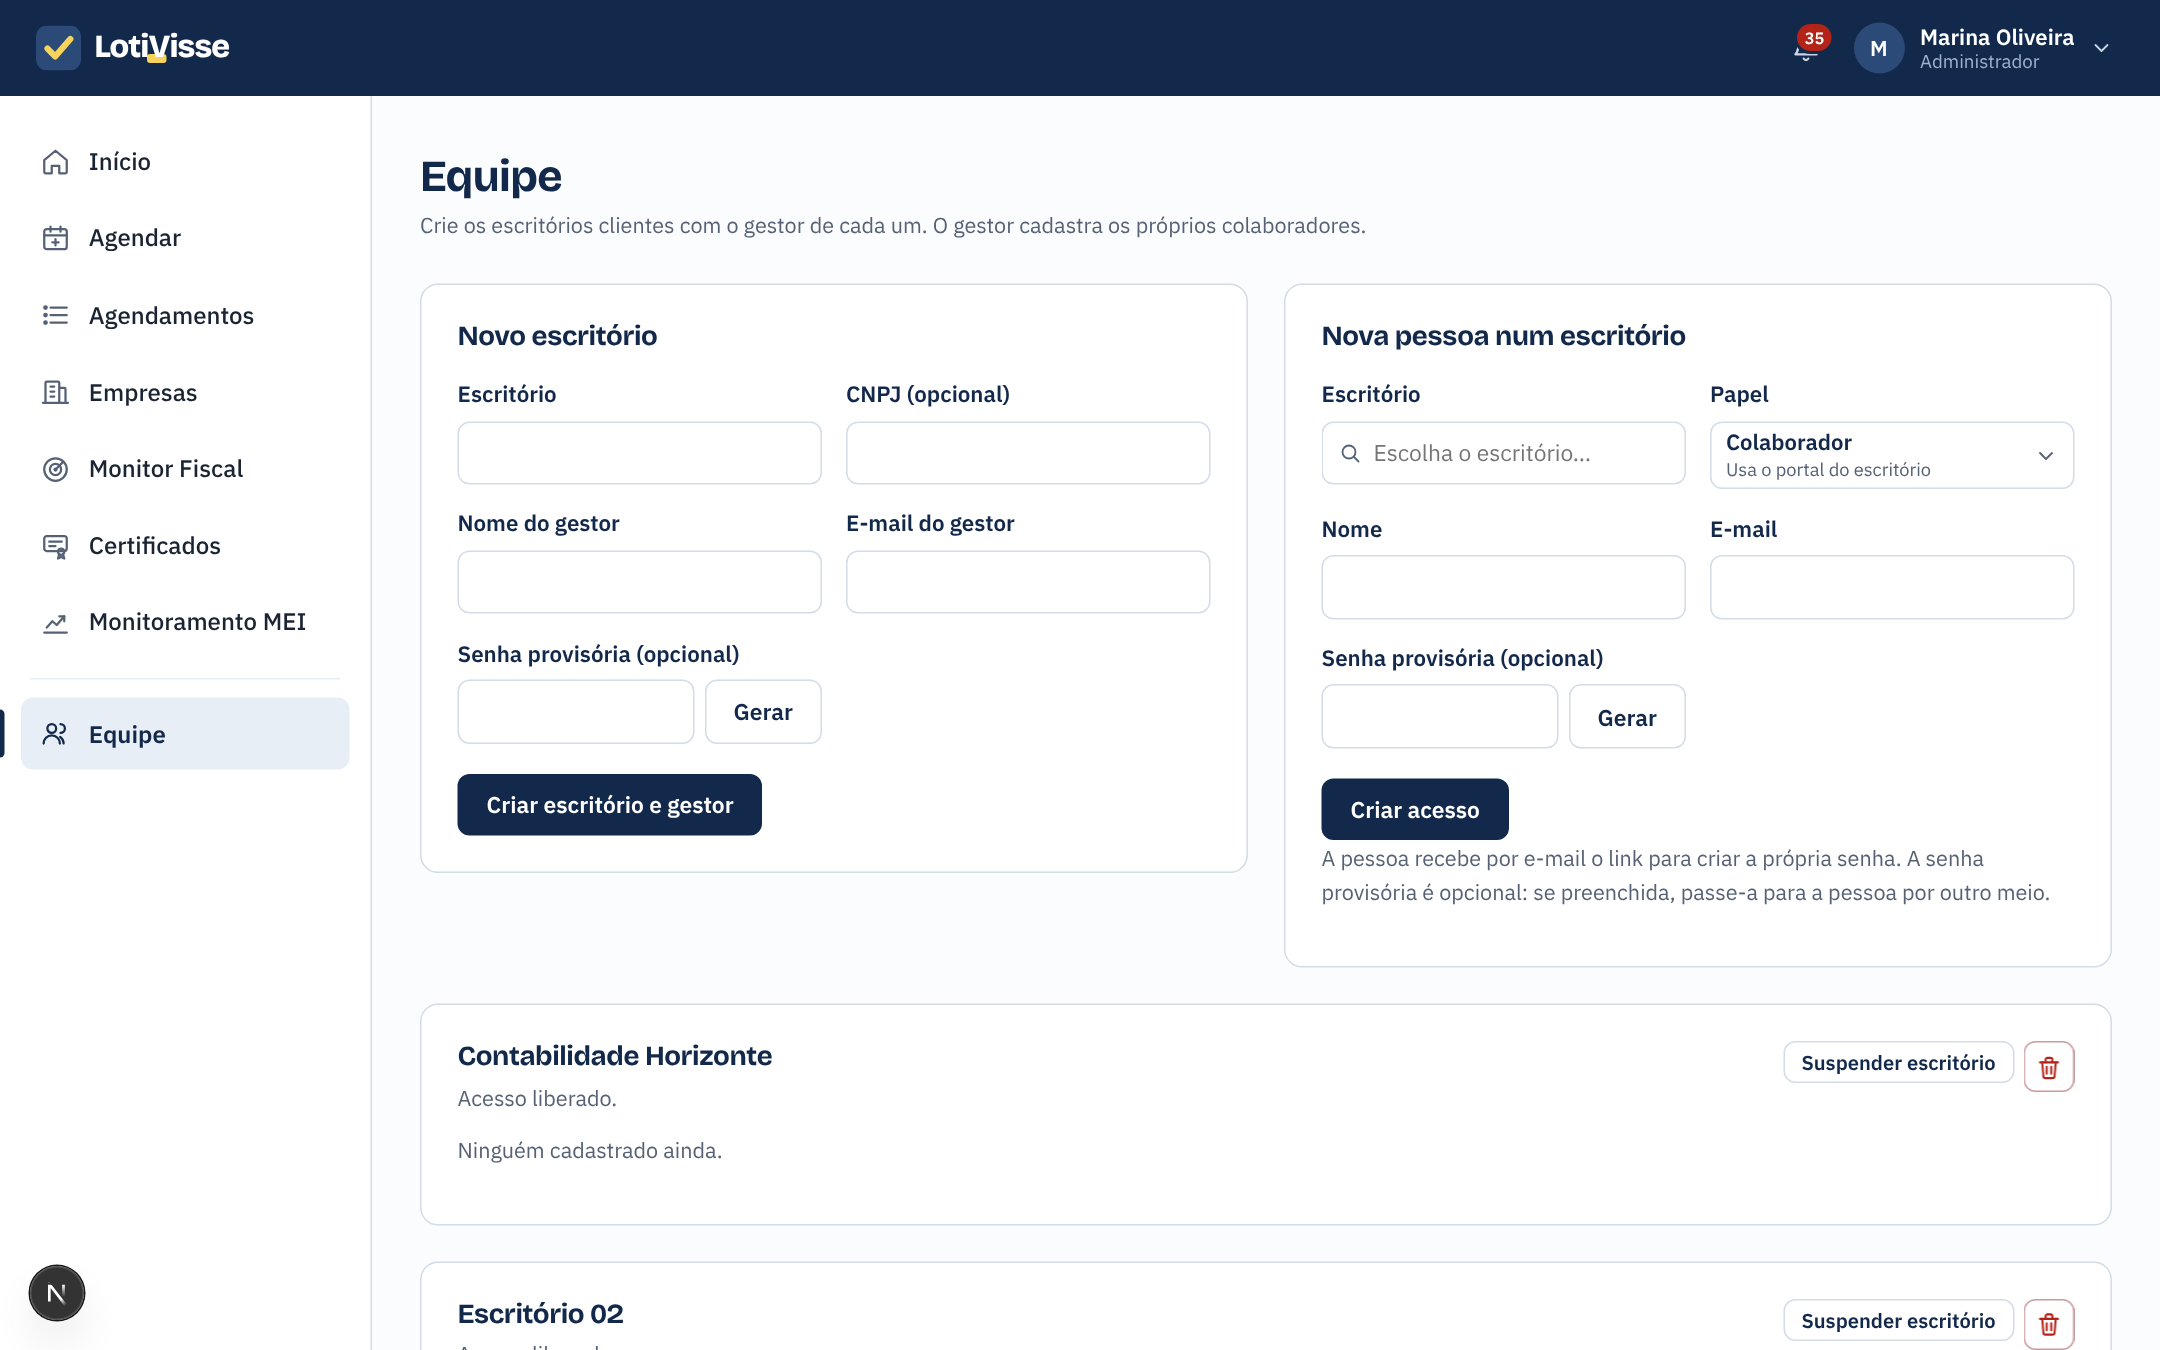 LotiVisse
35
M
Marina Oliveira
Administrador
Início
Agendar
Agendamentos
Empresas
Monitor Fiscal
Certificados
Monitoramento MEI
Equipe
N
Equipe
Crie os escritórios clientes com o gestor de cada um. O gestor cadastra os próprios colaboradores.
Novo escritório
Escritório
CNPJ (opcional)
Nome do gestor
E-mail do gestor
Senha provisória (opcional)
Gerar
Criar escritório e gestor
Nova pessoa num escritório
Escritório
Papel
Escolha o escritório...
Colaborador
Usa o portal do escritório
Nome
E-mail
Senha provisória (opcional)
Gerar
Criar acesso
A pessoa recebe por e-mail o link para criar a própria senha. A senha
provisória é opcional: se preenchida, passe-a para a pessoa por outro meio.
Contabilidade Horizonte
Suspender escritório
Acesso liberado.
Ninguém cadastrado ainda.
Escritório 02
Suspender escritório